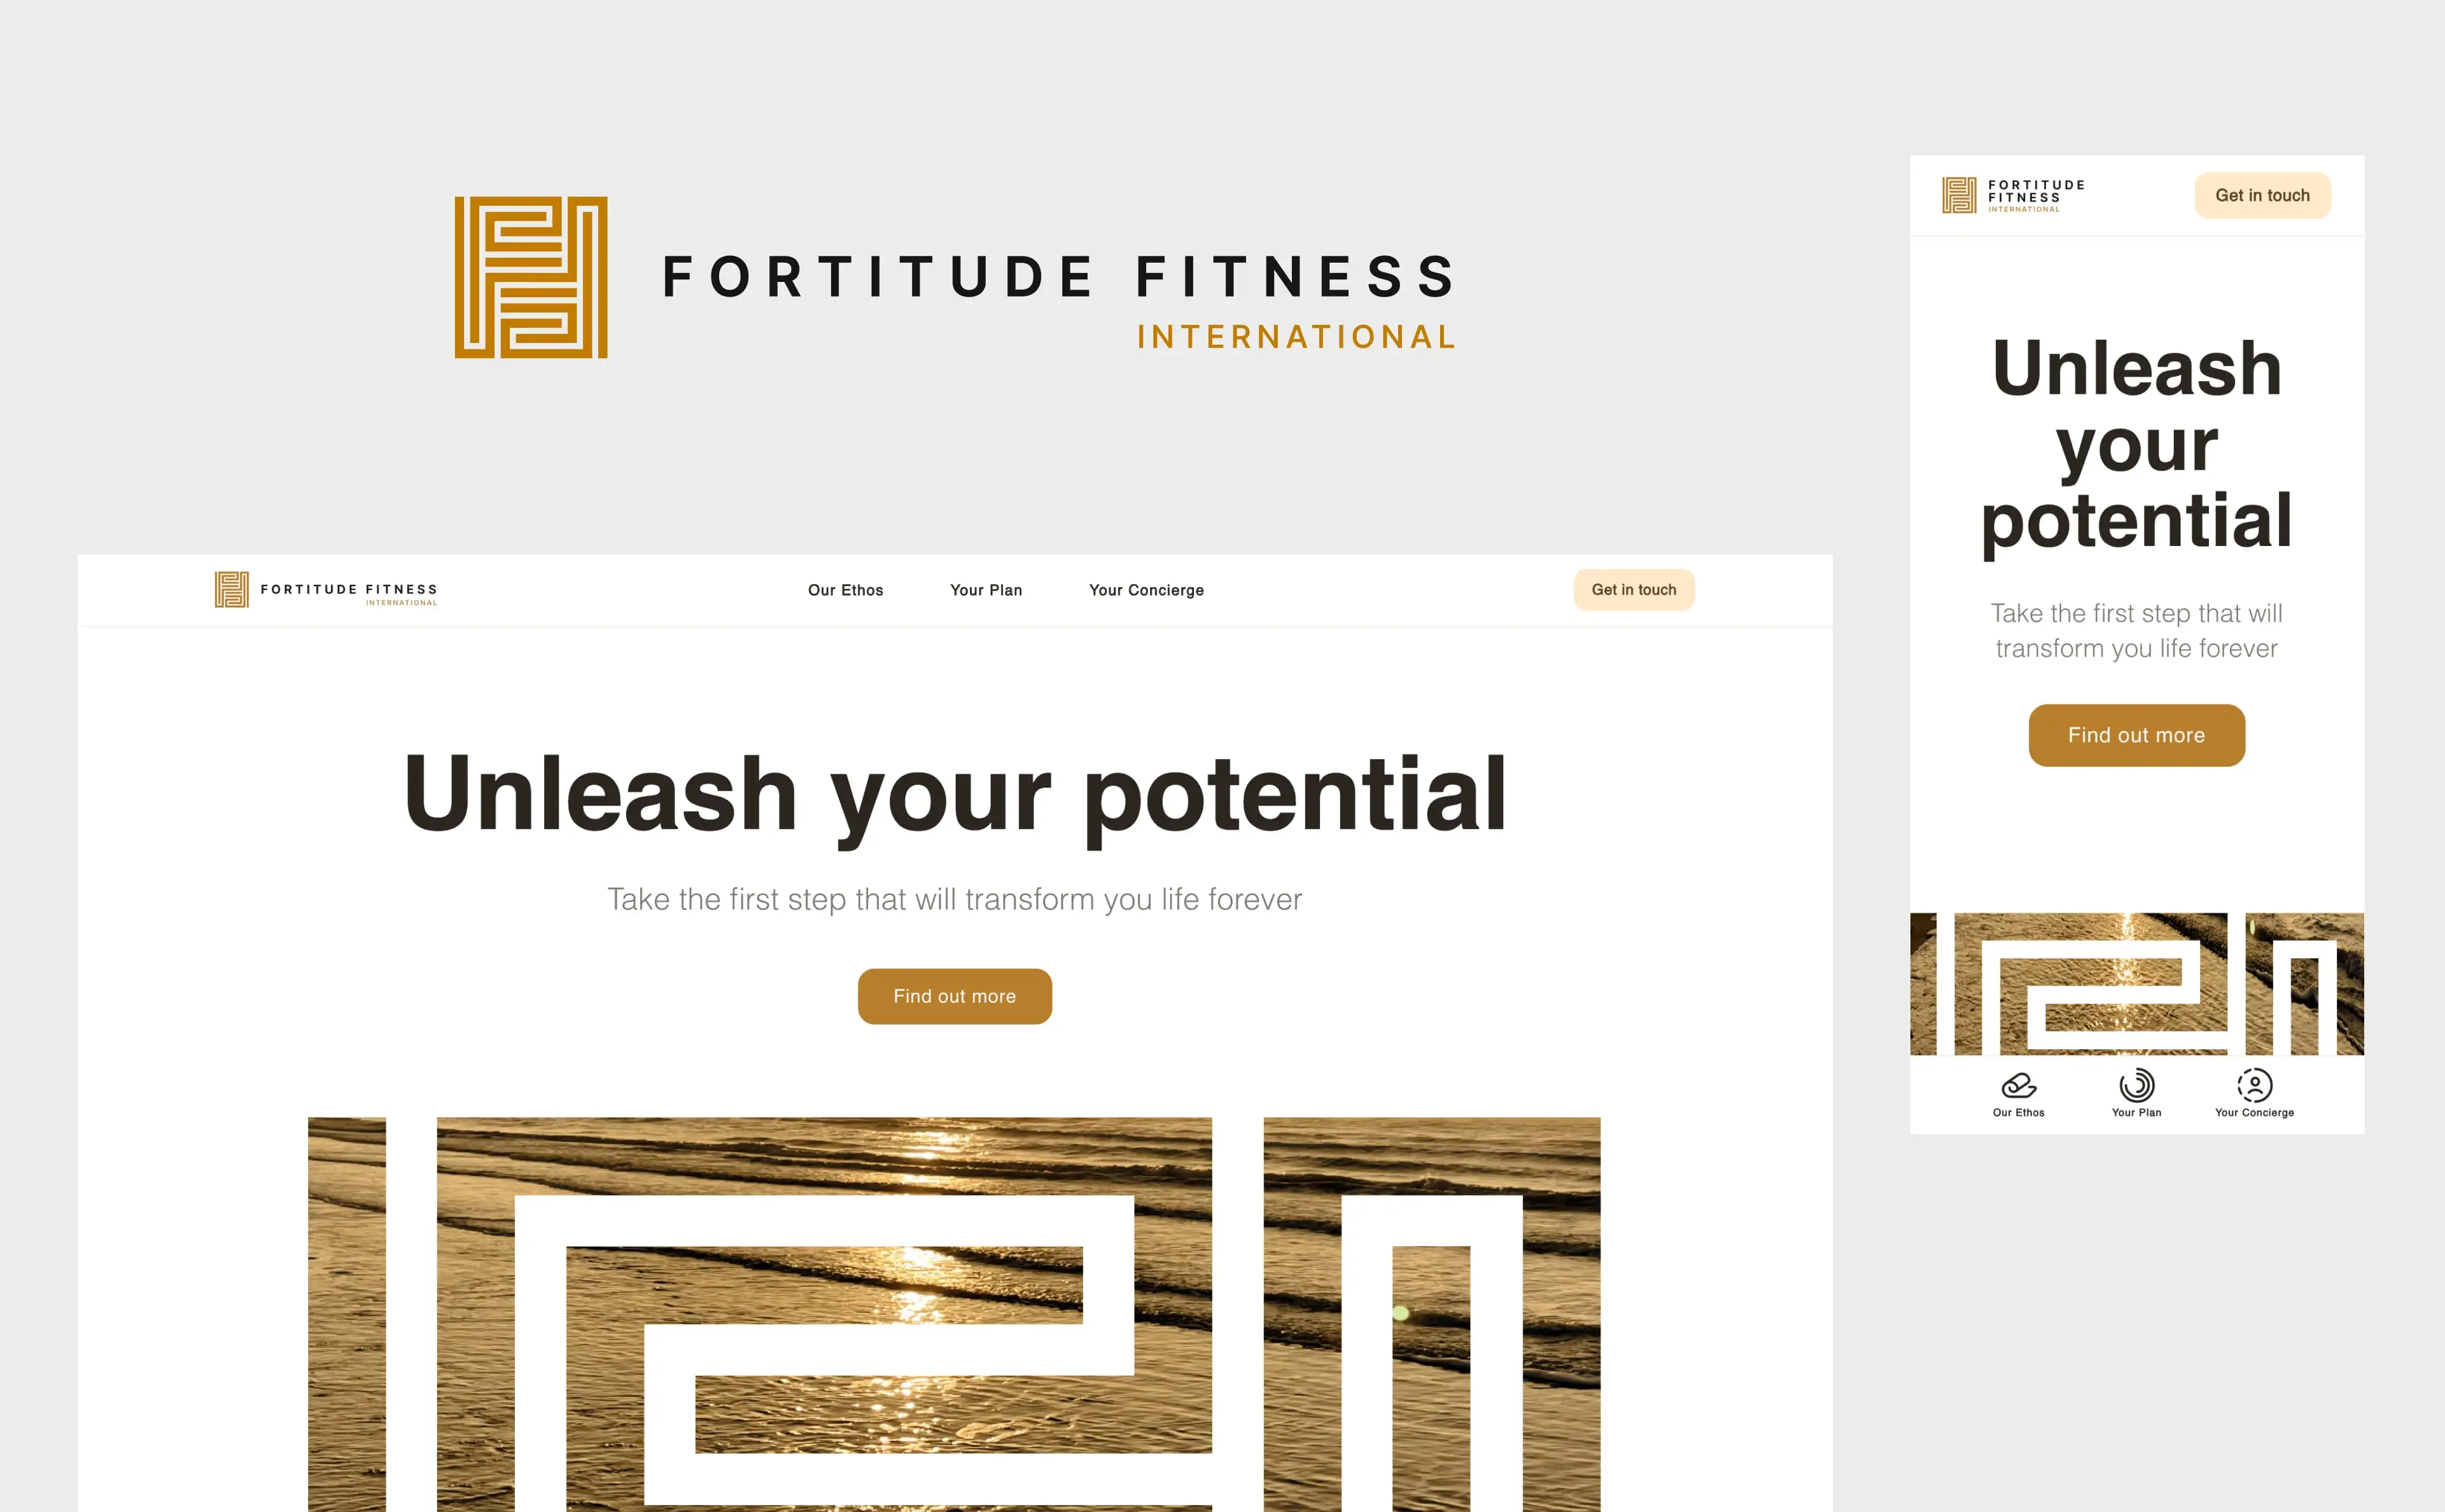 FORTITUDE FITNESS
INTERNATIONAL
FORTITUDE FITNESS
INTERNATIONAL
Our Ethos
Your Plan
Your Concierge
Get in touch
Unleash your potential
Take the first step that will transform you life forever
Find out more
FORTITUDE
FITNESS
INTERNATIONAL
Get in touch
Unleash
your
potential
Take the first step that will
transform you life forever
Find out more
Our Ethos
Your Plan
Your Concierge